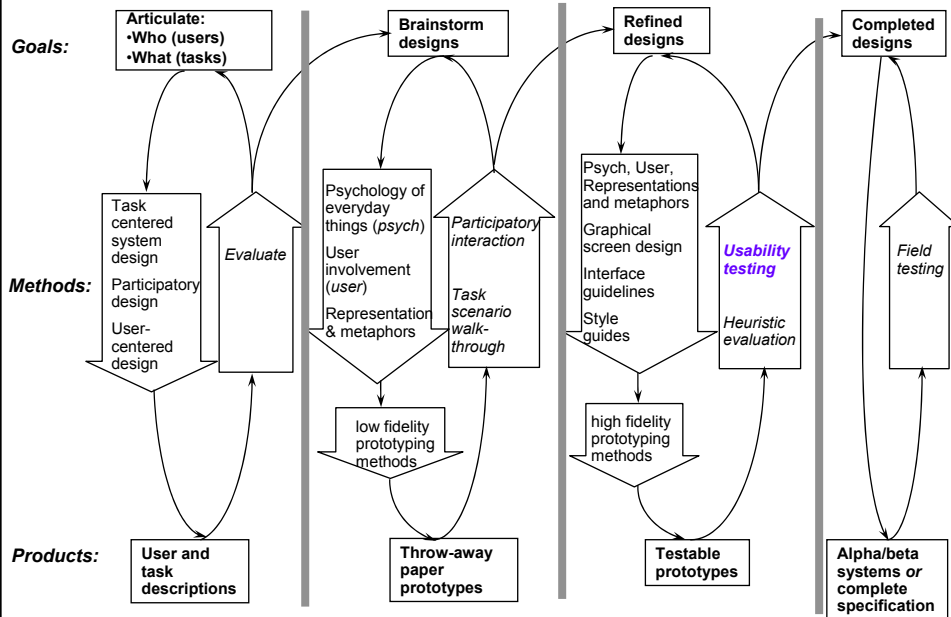 Goals:
Articulate:
•Who (users)
•What (tasks)
Brainstorm
designs
Refined
designs
Completed
designs
Methods:
Task
centered
system
design
Participatory
design
User-
centered
design
Evaluate
Psychology of
everyday
things (psych)
User
involvement
(user)
Representation
& metaphors
low fidelity
prototyping
methods
Participatory
interaction
Task
scenario
walk-
through
Psych, User,
Representations
and metaphors
Graphical
screen design
Interface
guidelines
Style
guides
high fidelity
prototyping
methods
Usability
testing
Heuristic
evaluation
Field
testing
Products:
User and
task
descriptions
Throw-away
paper
prototypes
Testable
prototypes
Alpha/beta
systems or
complete
specification